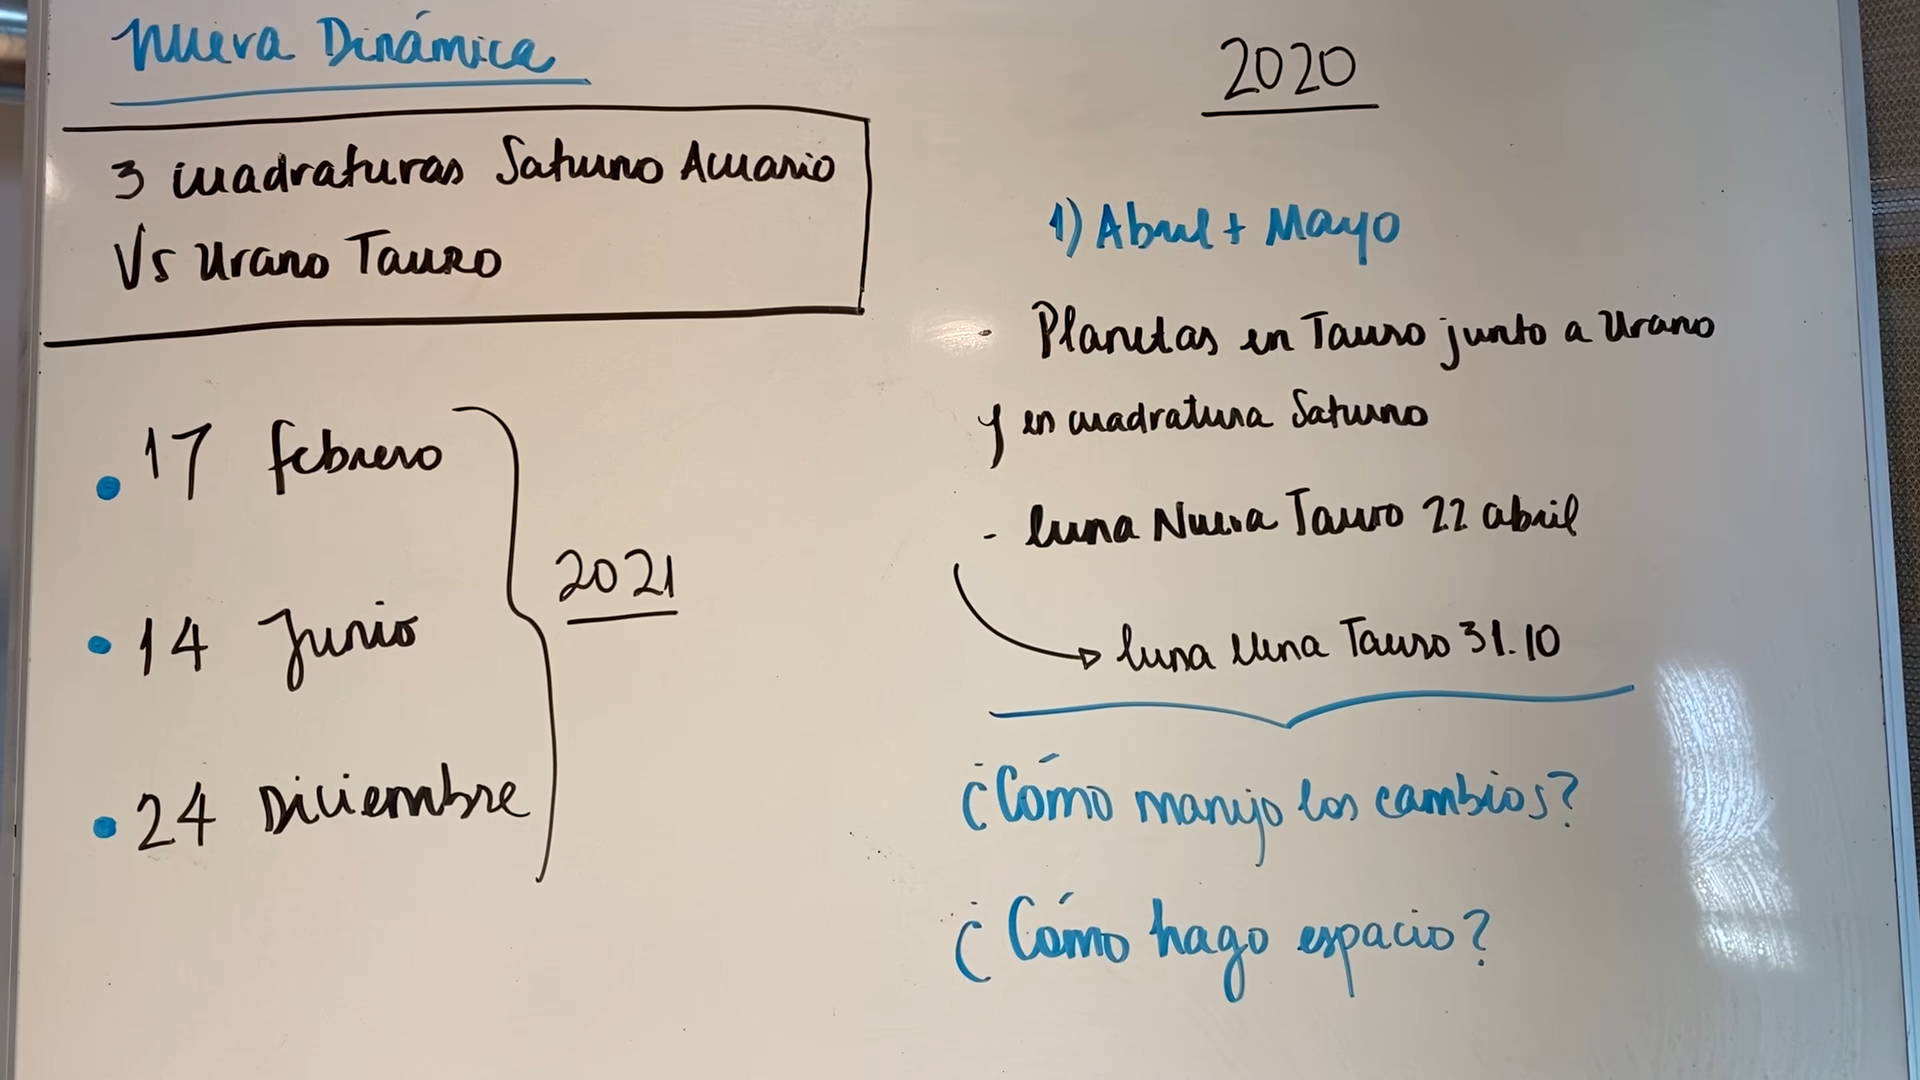 Nueva Dinámica
3 cuadraturas Saturno Acuario
Vs Urano Tauro
17 febrero
14 Junio
24 Diciembre
2021
2020
1) Abril + Mayo
- Planetas en Tauro junto a Urano
y en cuadratura Saturno
- luna Nueva Tauro 22 abril
luna llena Tauro 31.10
¿Cómo manejo los cambios?
¿Cómo hago espacio?